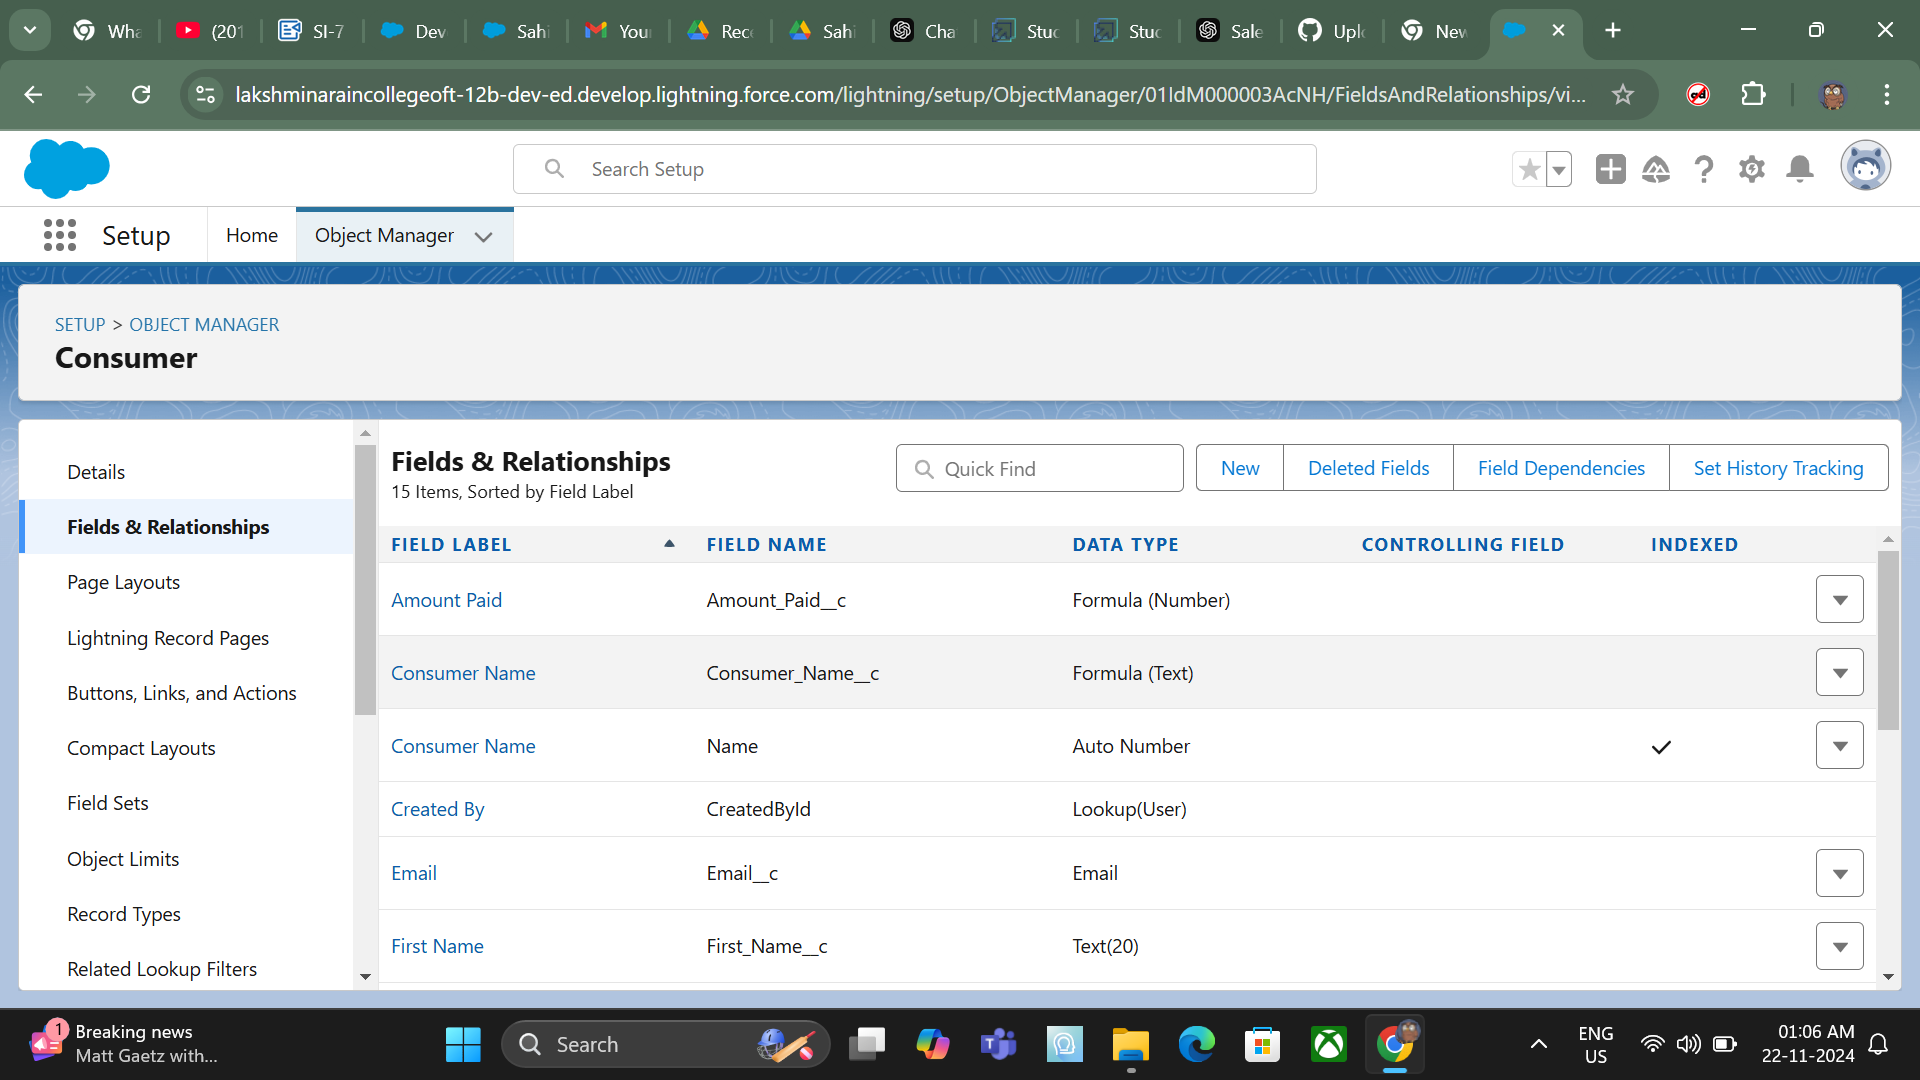 Wha
(201
SI-7
Dev
Sahi
You
Rec
Sahi
Cha
Stuc
Stuc
Sale
Uplo
New
lakshminaraincollegeoft-12b-dev-ed.develop.lightning.force.com/lightning/setup/ObjectManager/01IdM000003AcNH/FieldsAndRelationships/vi...
Search Setup
Setup
Home
Object Manager
SETUP > OBJECT MANAGER
Consumer
Details
Fields & Relationships
Page Layouts
Lightning Record Pages
Buttons, Links, and Actions
Compact Layouts
Field Sets
Object Limits
Record Types
Related Lookup Filters
Fields & Relationships
15 Items, Sorted by Field Label
Quick Find
New
Deleted Fields
Field Dependencies
Set History Tracking
FIELD LABEL FIELD NAME DATA TYPE CONTROLLING FIELD INDEXED
Amount Paid Amount_Paid__c Formula (Number)
Consumer Name Consumer_Name__c Formula (Text)
Consumer Name Name Auto Number
Created By CreatedById Lookup(User)
Email Email__c Email
First Name First_Name__c Text(20)
1
Breaking news
Matt Gaetz with...
Search
ENG
US
01:06 AM
22-11-2024